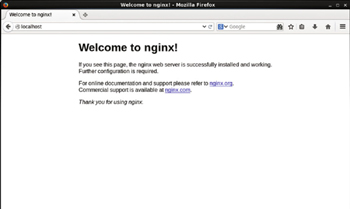 Welcome to nginx! - Mozilla Firefox
Welcome to nginx!
localhost
Google
Welcome to nginx!
If you see this page, the nginx web server is successfully installed and working.
Further configuration is required.
For online documentation and support please refer to nginx.org.
Commercial support is available at nginx.com.
Thank you for using nginx.